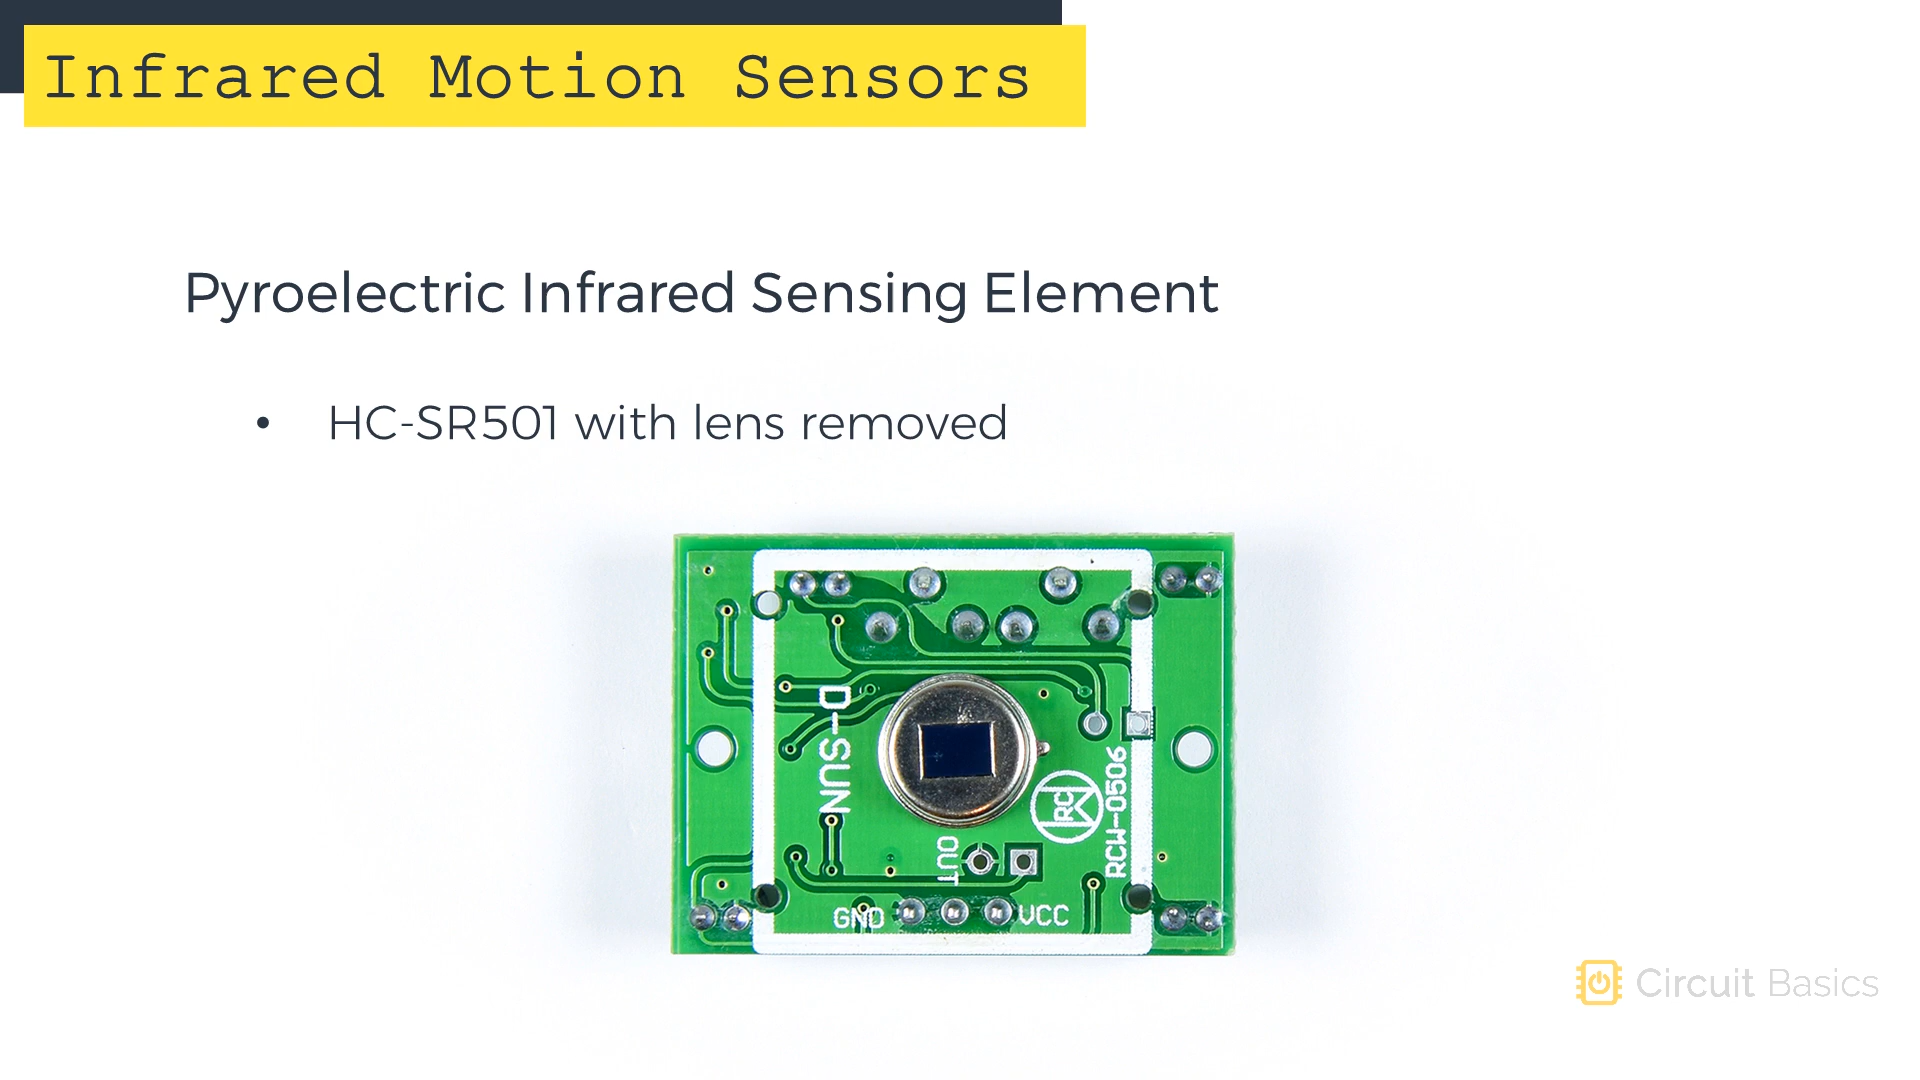 Infrared Motion Sensors
Pyroelectric Infrared Sensing Element
• HC-SR501 with lens removed
D-SUN
RC
RCW-0506
OUT
GND
VCC
Circuit Basics